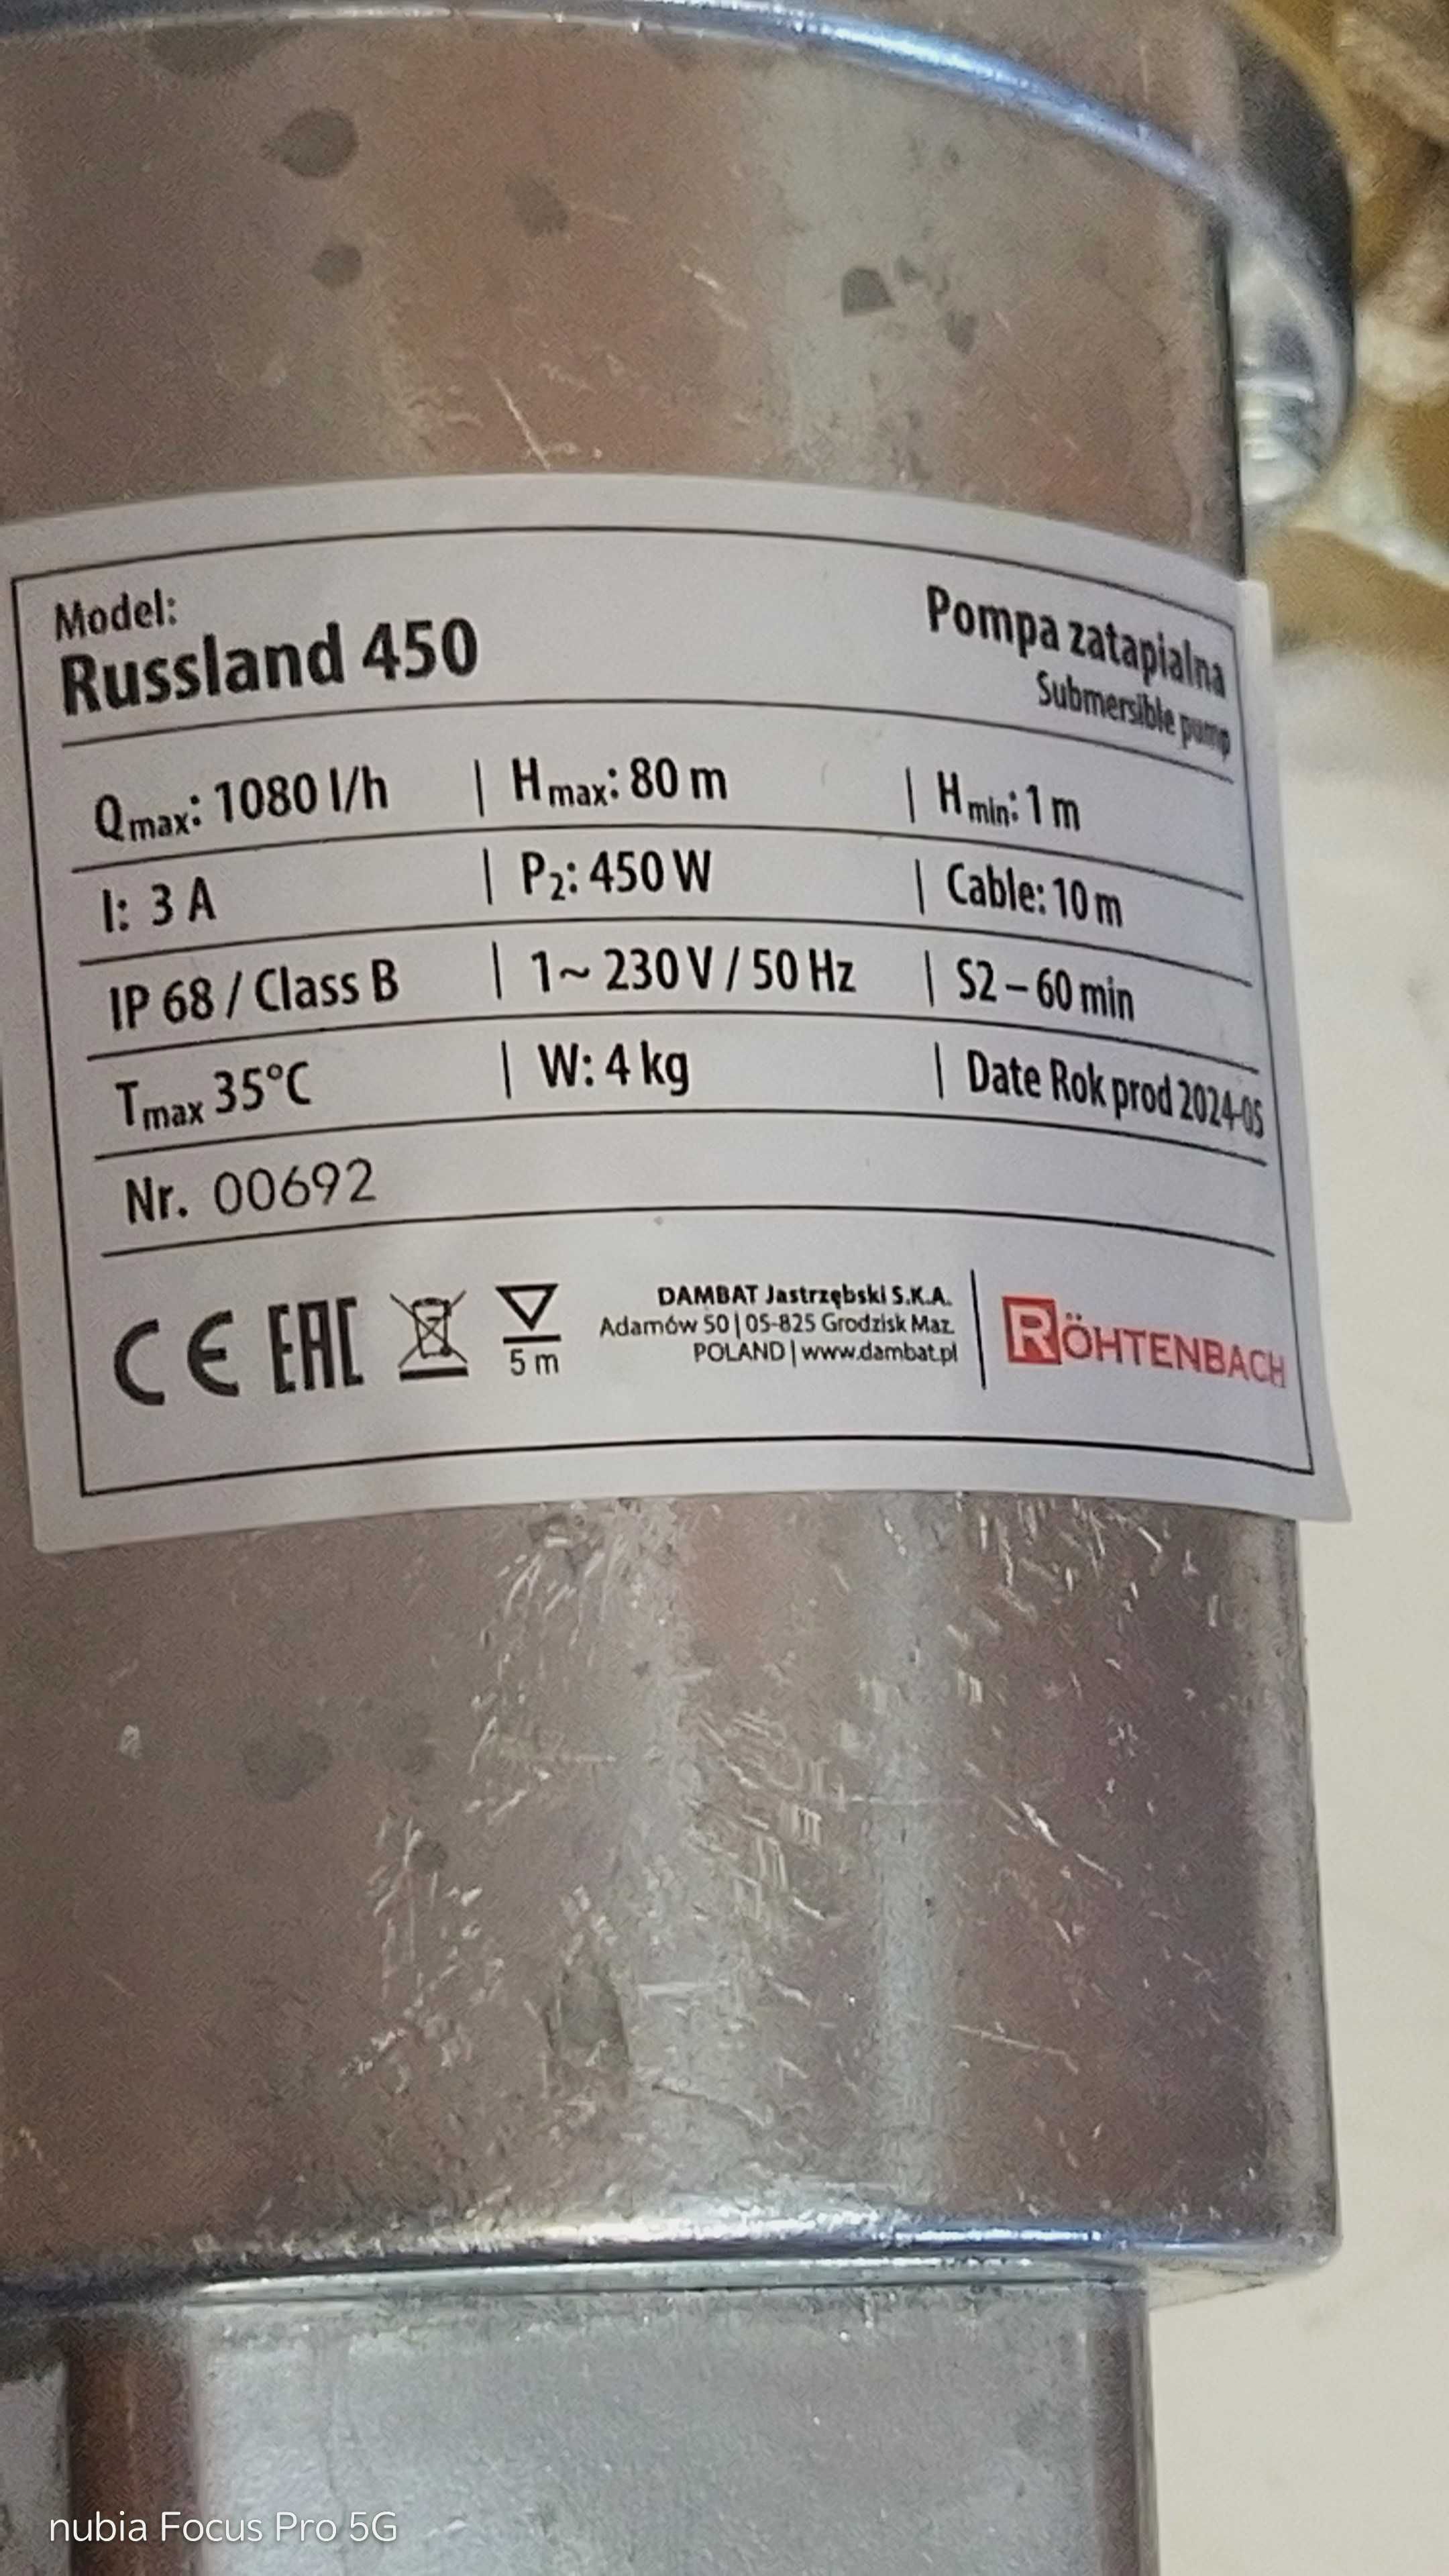 Model:
Russland 450
Pompa zatapialna
Submersible pump
Qmax: 1080 l/h | Hmax: 80 m | Hmin: 1 m
I: 3 A | P2: 450 W | Cable: 10 m
IP 68 / Class B | 1~ 230 V / 50 Hz | S2 – 60 min
Tmax 35°C | W: 4 kg | Date Rok prod 2024-05
Nr. 00692
CE EAC
5 m
DAMBAT Jastrzębski S.K.A.
Adamów 50 | 05-825 Grodzisk Maz.
POLAND | www.dambat.pl
RÖHTENBACH
nubia Focus Pro 5G